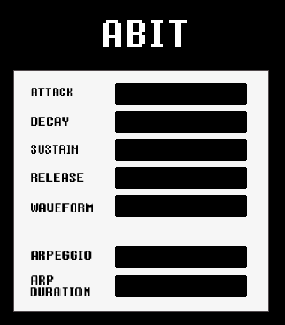 ABIT
ATTACK
DECAY
SUSTAIN
RELEASE
WAVEFORM
ARPEGGIO
ARP
DURATION